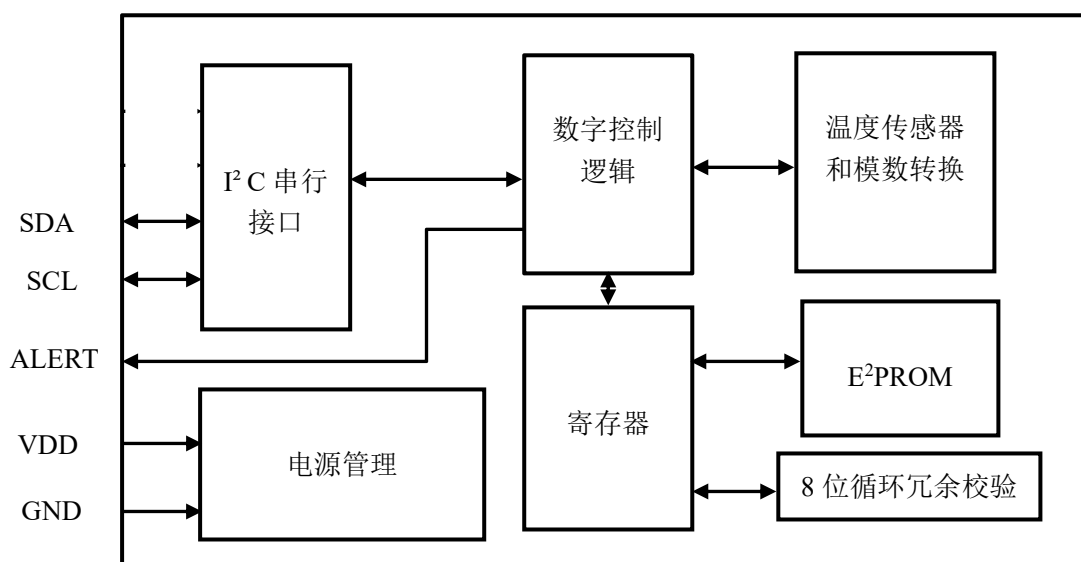 数字控制
逻辑
温度传感器
和模数转换
I² C 串行
接口
SDA
SCL
ALERT
E²PROM
寄存器
VDD
电源管理
GND
8 位循环冗余校验